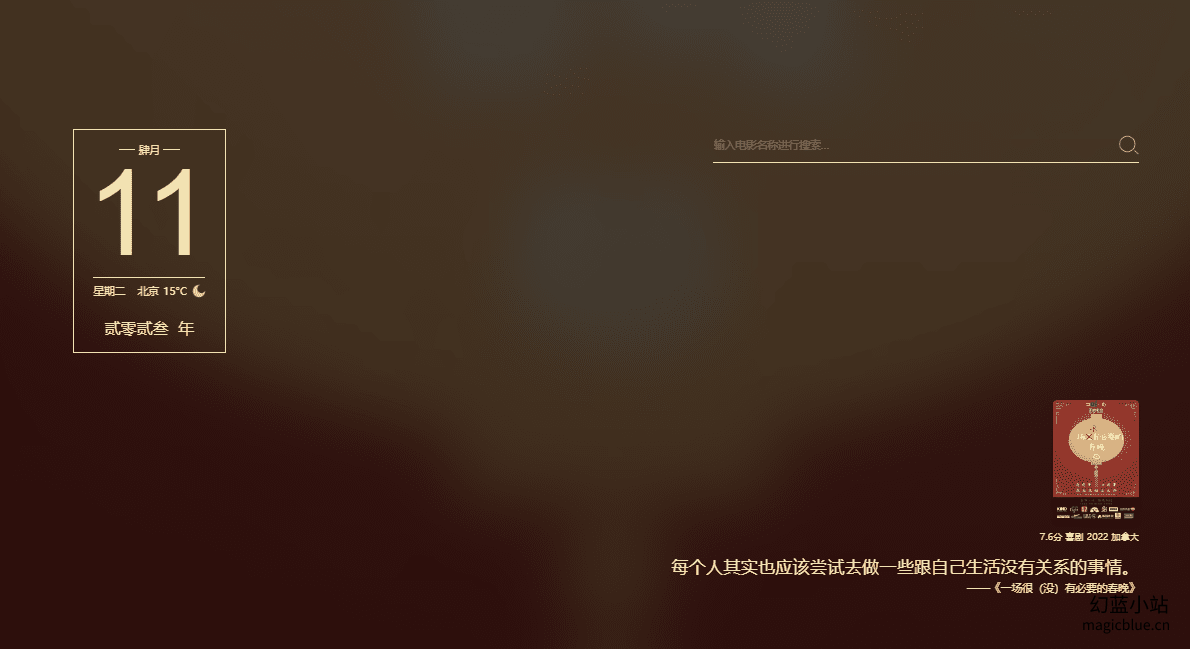 肆月
11
星期二 北京 15°C
贰零贰叁 年
输入电影名称进行搜索...
7.6分 喜剧 2022 加拿大
每个人其实也应该尝试去做一些跟自己生活没有关系的事情。
——《一场很（没）有必要的春晚》
幻蓝小站
magicblue.cn